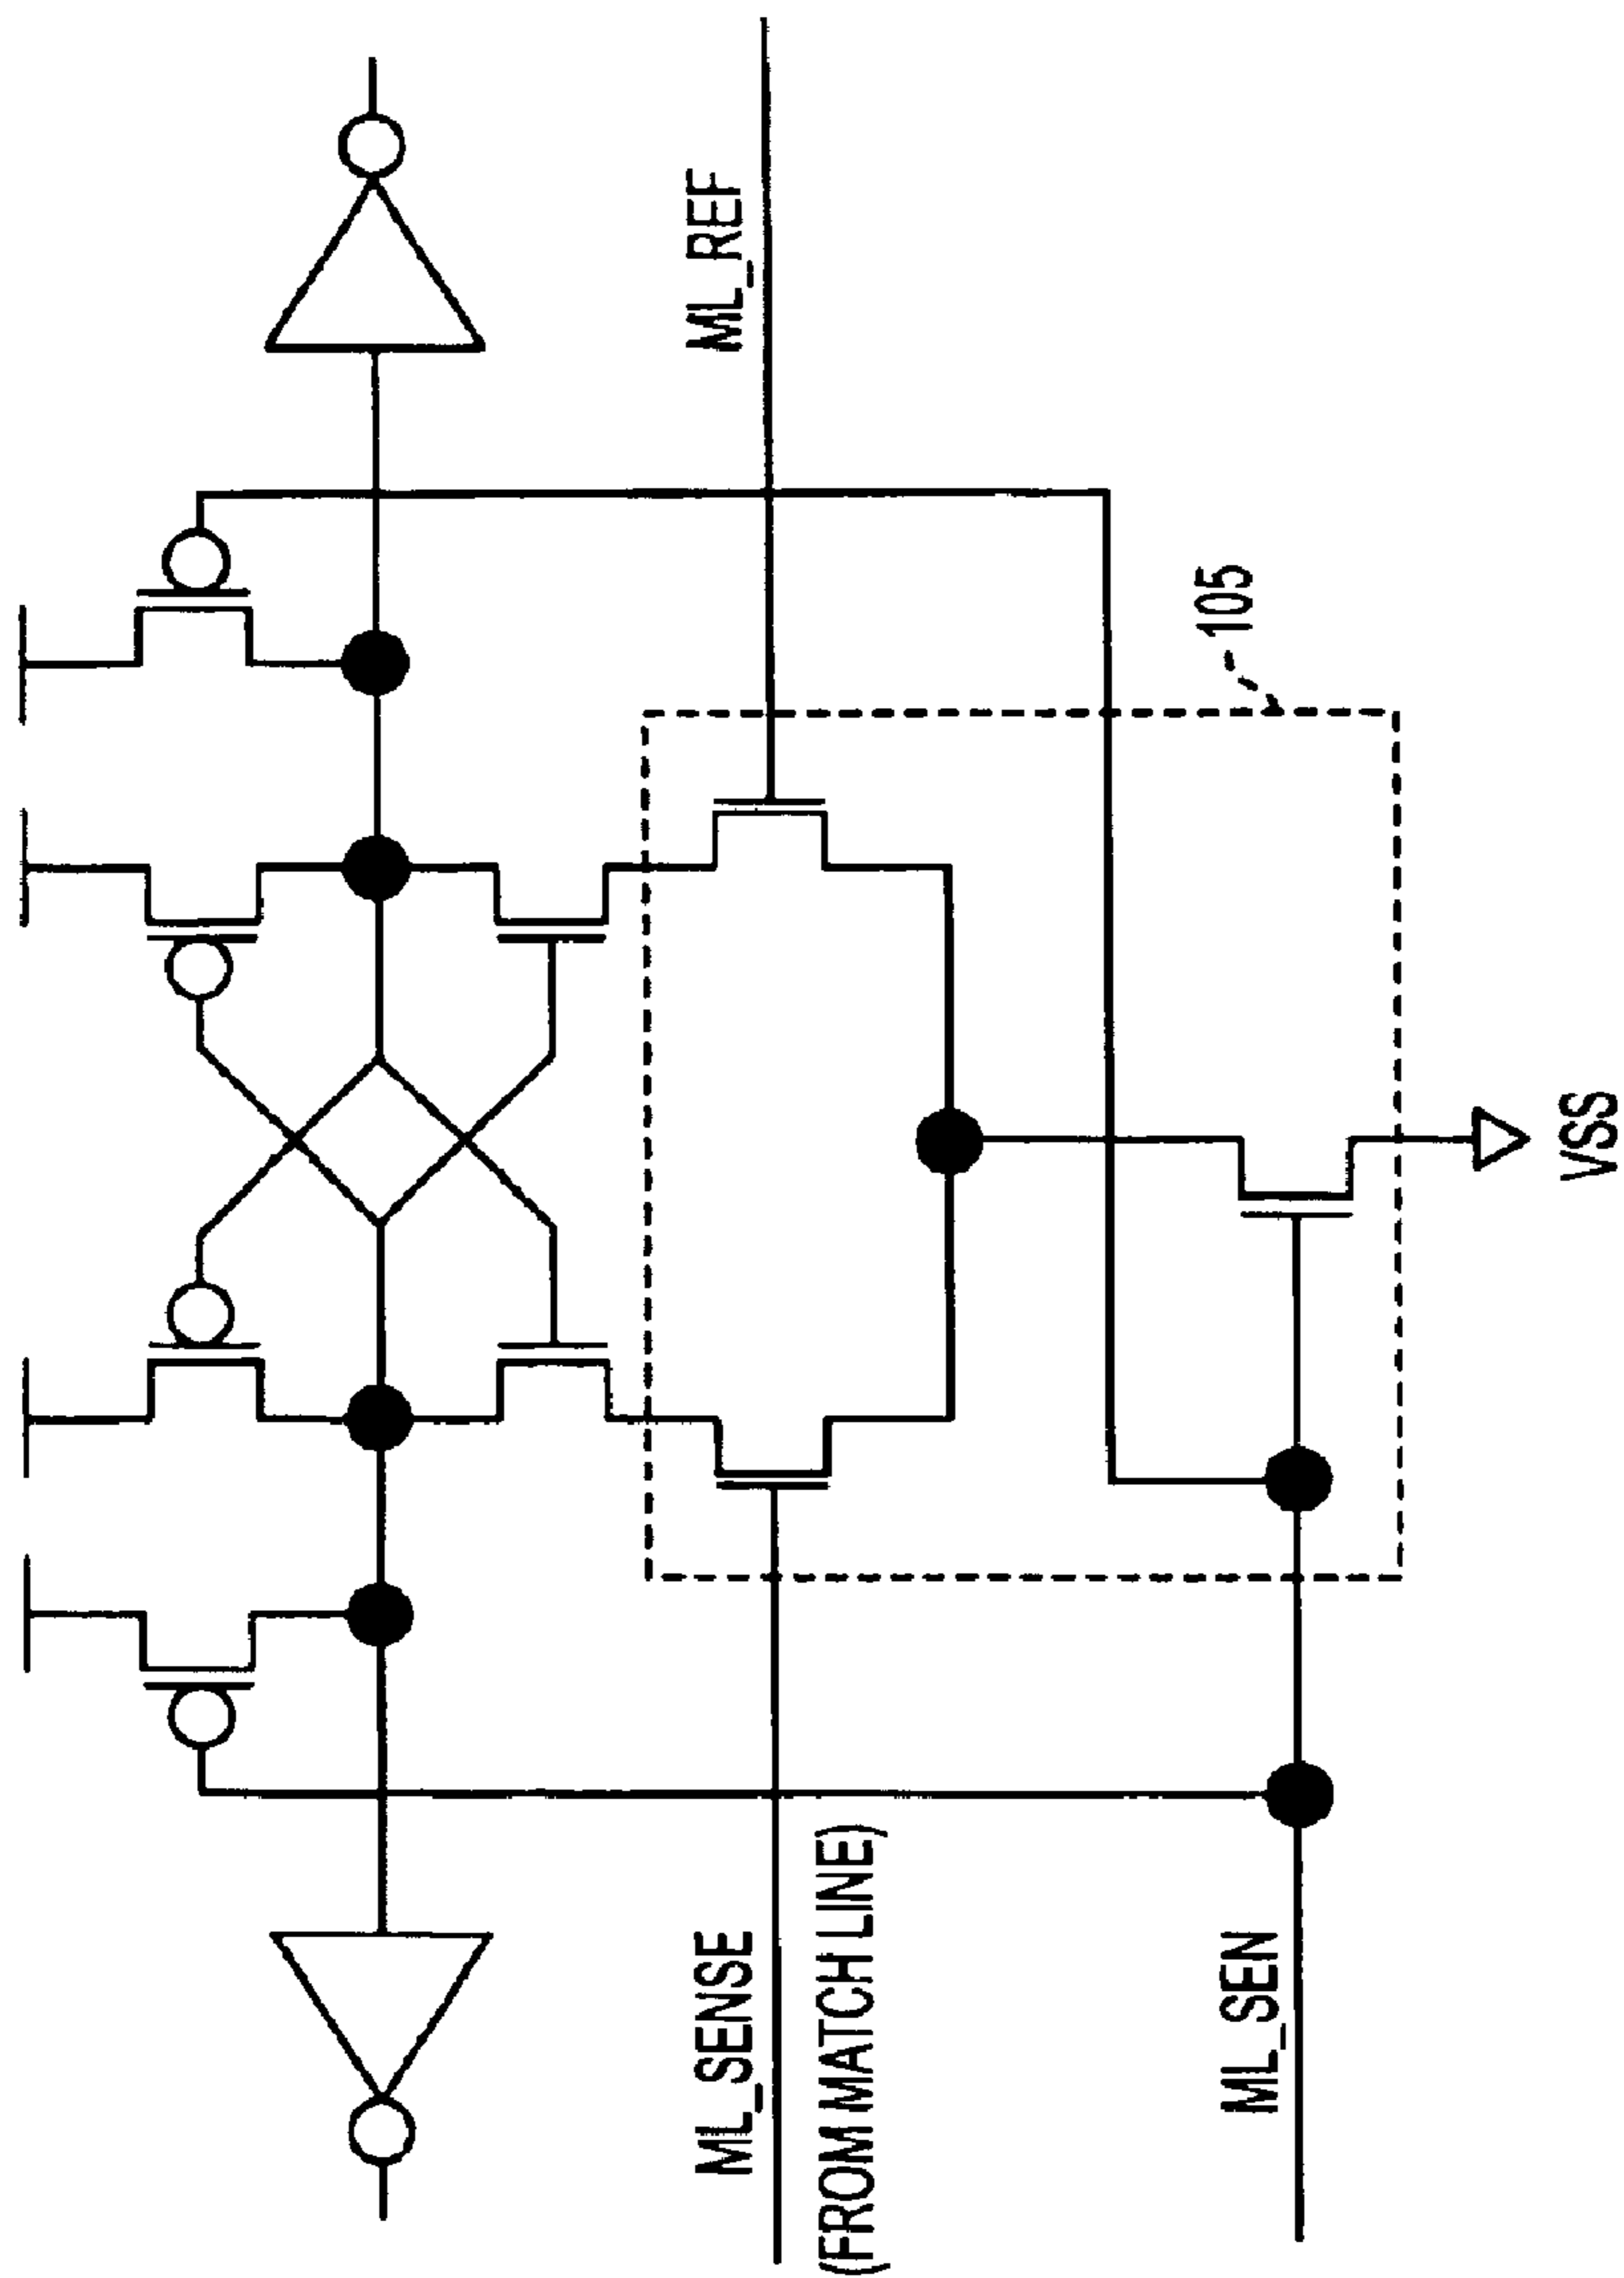 ML_SENSE
(FROM MATCH LINE)
ML_REF
ML_SEN
105
VSS